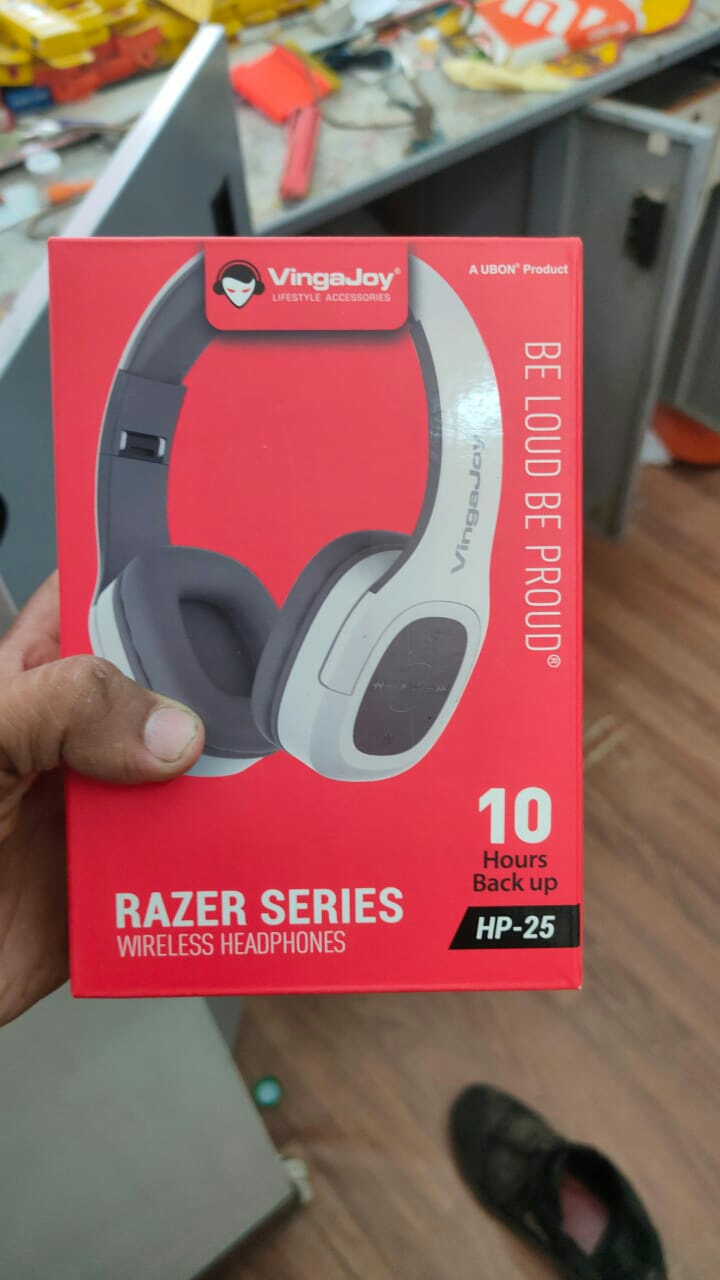 VingaJoy®
LIFESTYLE ACCESSORIES
A UBON® Product
BE LOUD BE PROUD®
VingaJoy
10
Hours
Back up
HP-25
RAZER SERIES
WIRELESS HEADPHONES